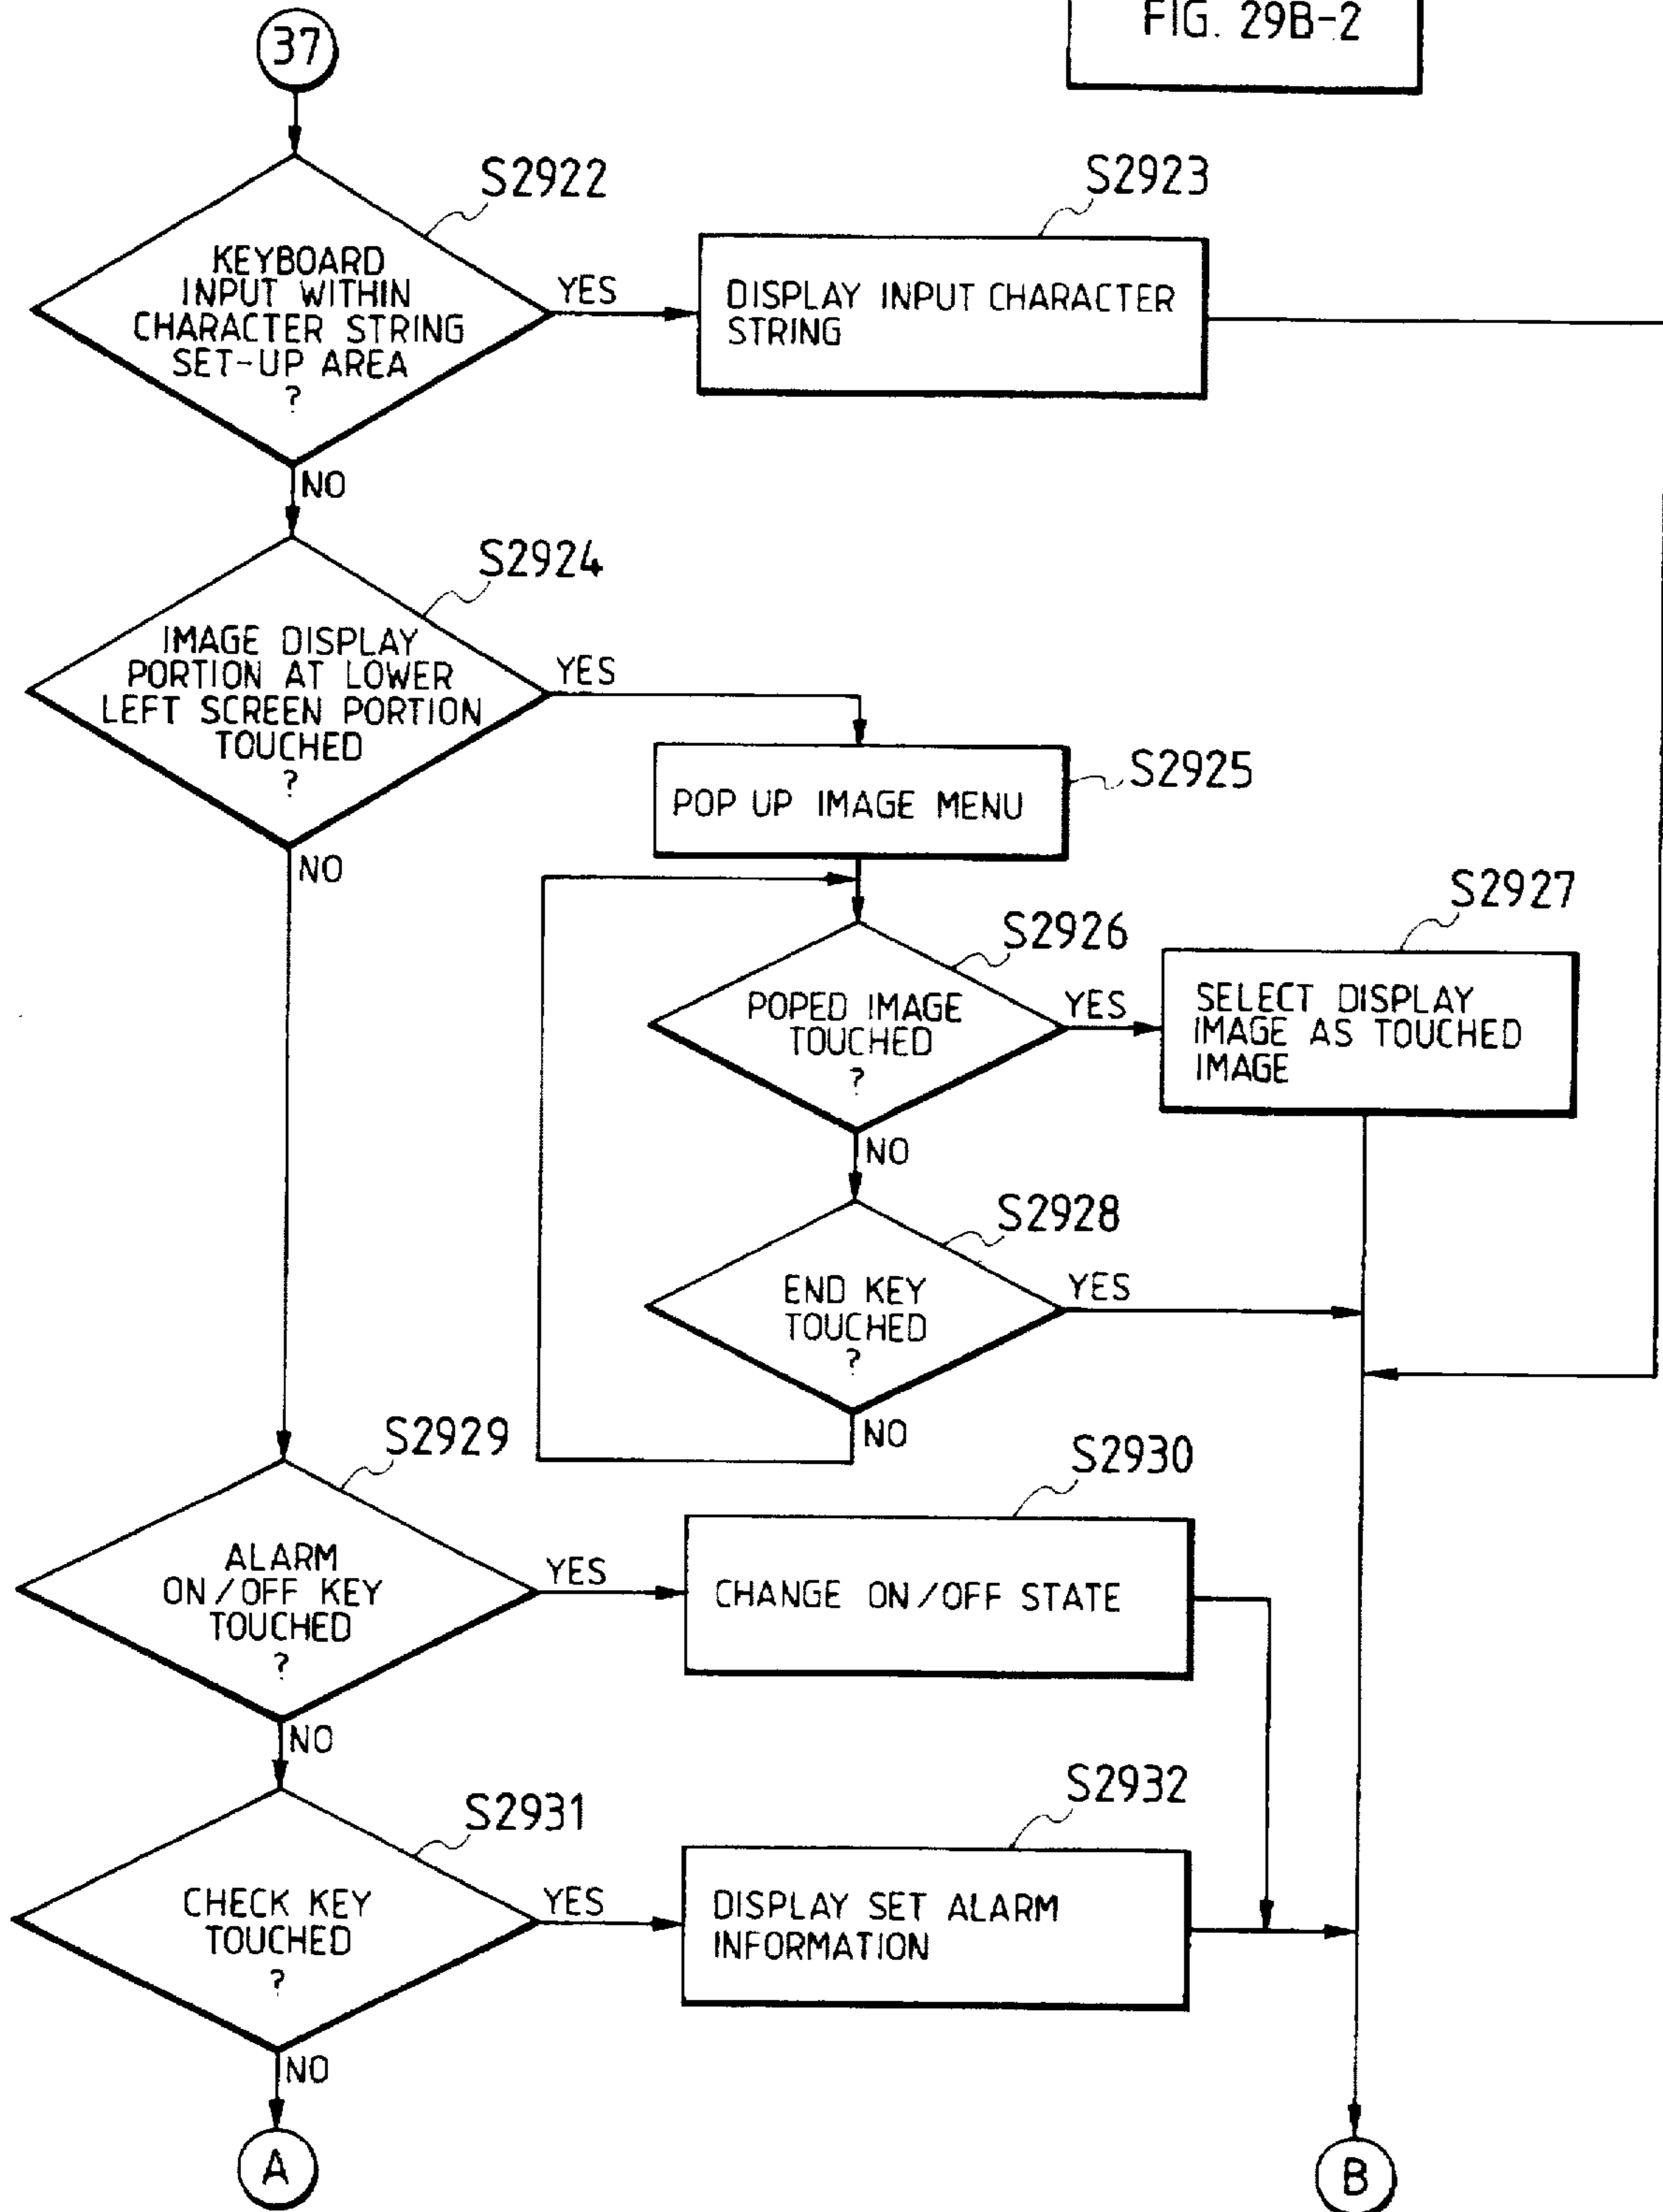 FIG. 29B-2
37
S2922
KEYBOARD
INPUT WITHIN
CHARACTER STRING
SET-UP AREA
?
YES
S2923
DISPLAY INPUT CHARACTER
STRING
NO
S2924
IMAGE DISPLAY
PORTION AT LOWER
LEFT SCREEN PORTION
TOUCHED
?
YES
S2925
POP UP IMAGE MENU
NO
S2926
POPED IMAGE
TOUCHED
?
YES
S2927
SELECT DISPLAY
IMAGE AS TOUCHED
IMAGE
NO
S2928
END KEY
TOUCHED
?
YES
NO
S2929
ALARM
ON/OFF KEY
TOUCHED
?
YES
S2930
CHANGE ON/OFF STATE
NO
S2931
CHECK KEY
TOUCHED
?
YES
S2932
DISPLAY SET ALARM
INFORMATION
NO
A
B